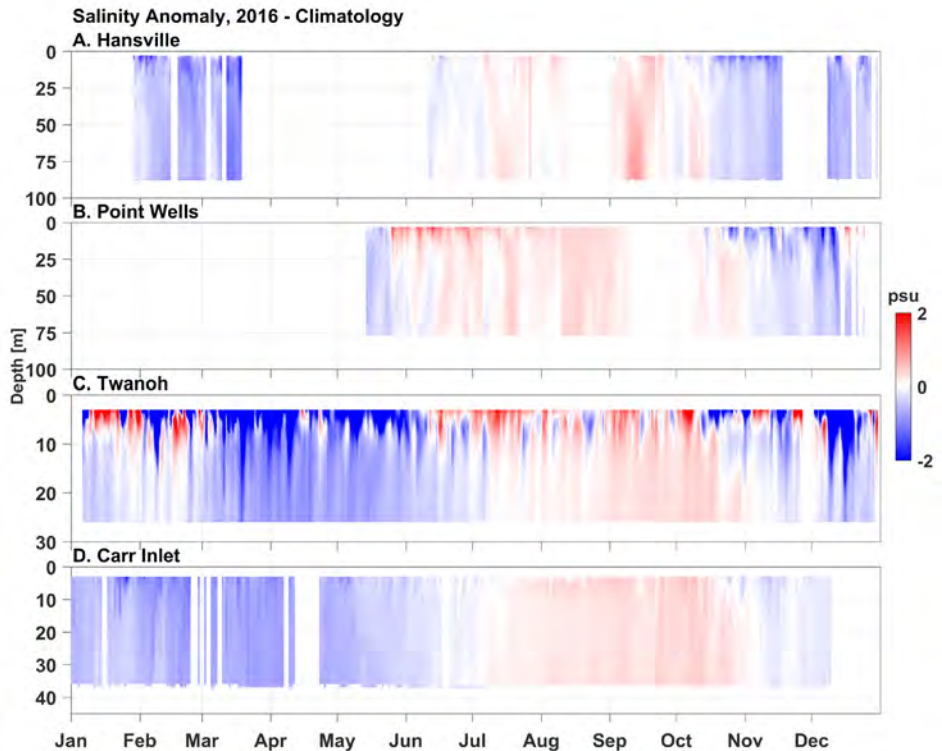 Salinity Anomaly, 2016 - Climatology
A. Hansville
0
25
50
75
100
B. Point Wells
0
25
50
75
100
psu
2
0
-2
Depth [m]
C. Twanoh
0
10
20
30
D. Carr Inlet
0
10
20
30
40
Jan Feb Mar Apr May Jun Jul Aug Sep Oct Nov Dec